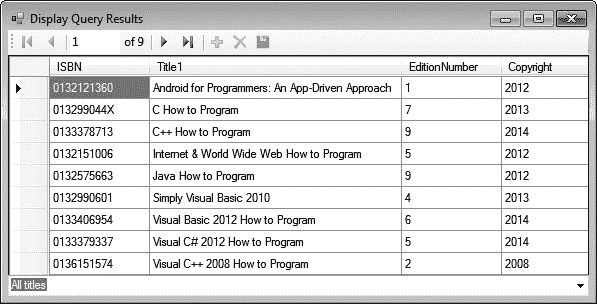 Display Query Results
1 of 9
ISBN Title1 EditionNumber Copyright
0132121360 Android for Programmers: An App-Driven Approach 1 2012
013299044X C How to Program 7 2013
0133378713 C++ How to Program 9 2014
0132151006 Internet & World Wide Web How to Program 5 2012
0132575663 Java How to Program 9 2012
0132990601 Simply Visual Basic 2010 4 2013
0133406954 Visual Basic 2012 How to Program 6 2014
0133379337 Visual C# 2012 How to Program 5 2014
0136151574 Visual C++ 2008 How to Program 2 2008
All titles